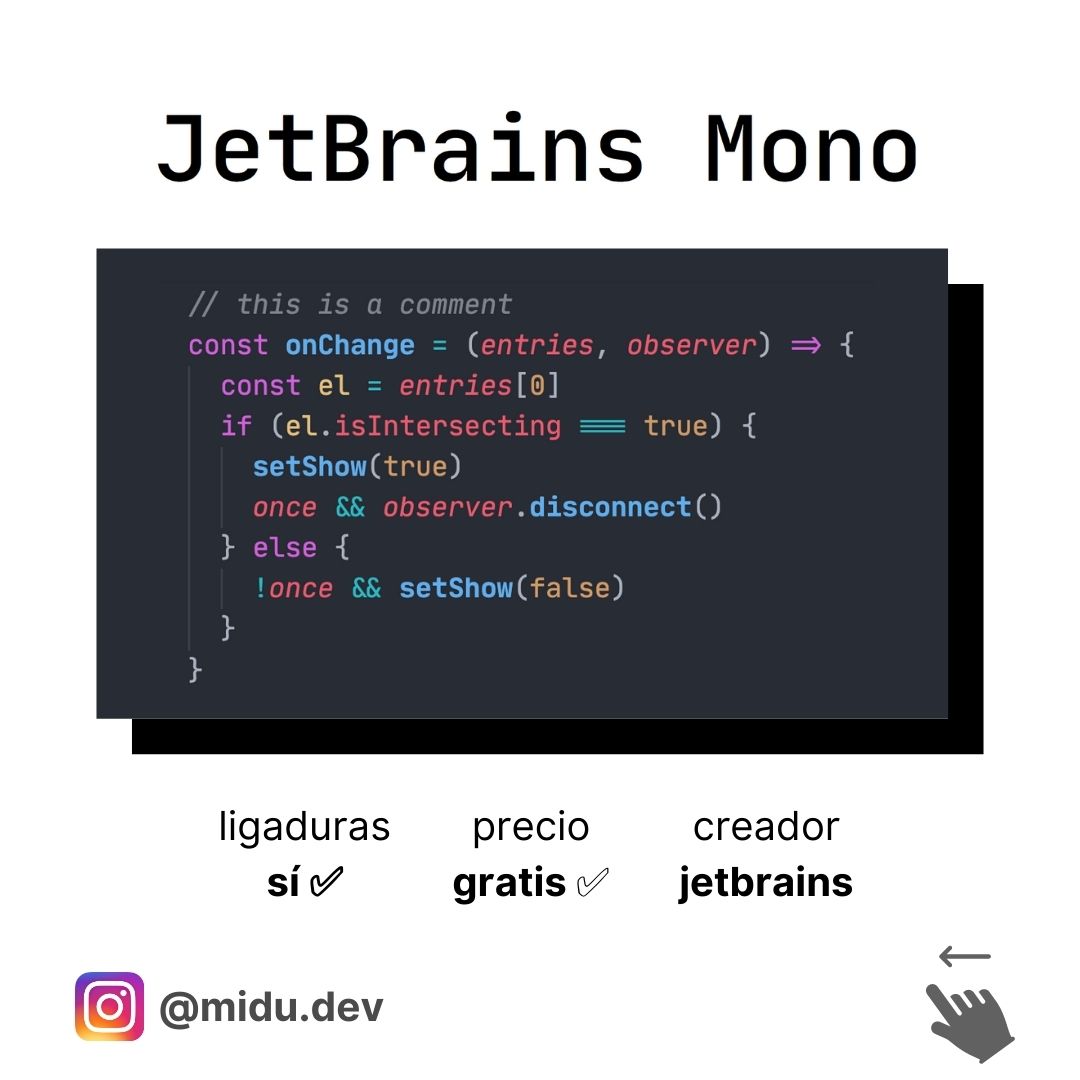 JetBrains Mono
// this is a comment
const onChange = (entries, observer) => {
  const el = entries[0]
  if (el.isIntersecting === true) {
    setShow(true)
    once && observer.disconnect()
  } else {
    !once && setShow(false)
  }
}
ligaduras precio creador
sí ✅ gratis ✅ jetbrains
@midu.dev